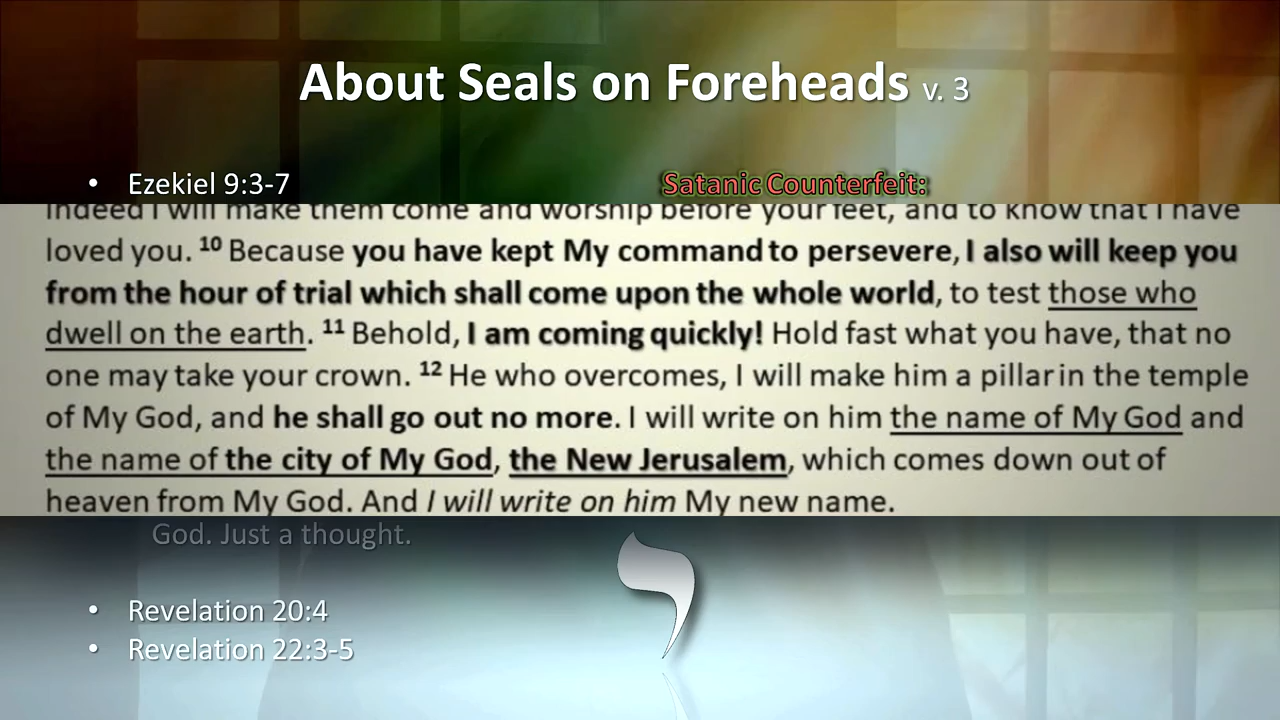 About Seals on Foreheads v. 3
• Ezekiel 9:3-7
Satanic Counterfeit:
indeed I will make them come and worship before your feet, and to know that I have
loved you. 10 Because you have kept My command to persevere, I also will keep you
from the hour of trial which shall come upon the whole world, to test those who
dwell on the earth. 11 Behold, I am coming quickly! Hold fast what you have, that no
one may take your crown. 12 He who overcomes, I will make him a pillar in the temple
of My God, and he shall go out no more. I will write on him the name of My God and
the name of the city of My God, the New Jerusalem, which comes down out of
heaven from My God. And I will write on him My new name.
God. Just a thought.
י
• Revelation 20:4
• Revelation 22:3-5